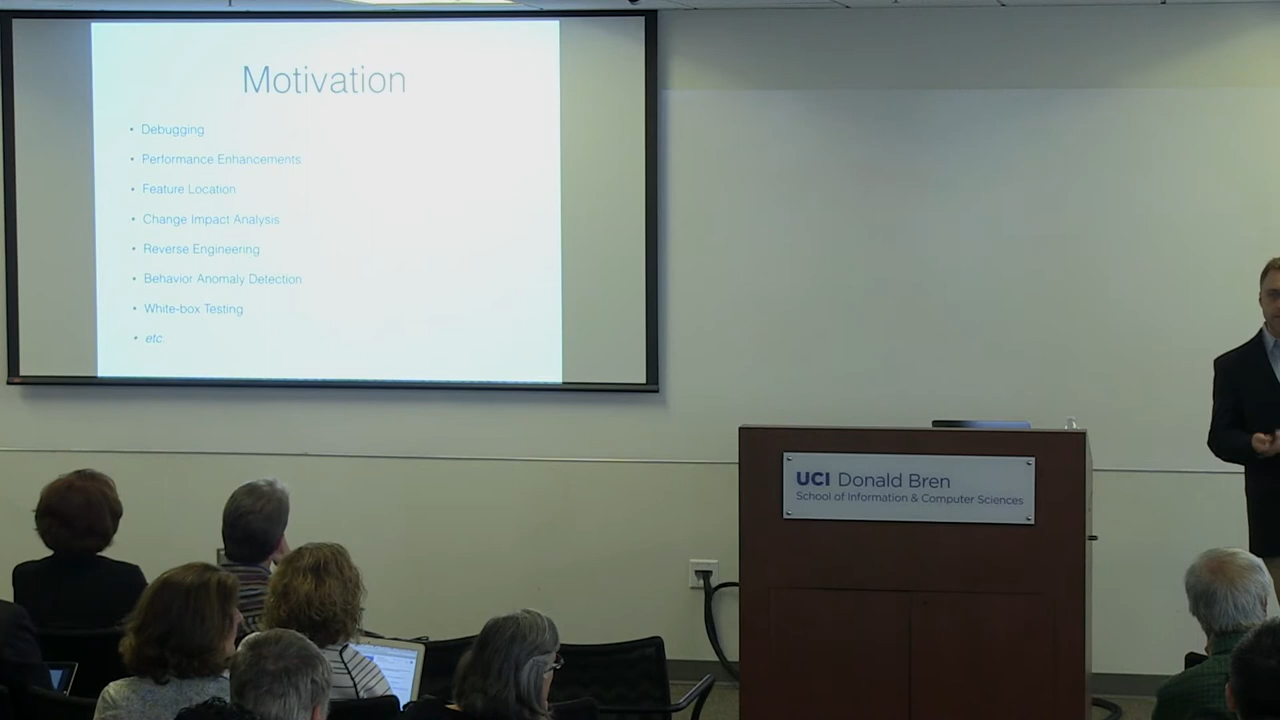 Motivation
• Debugging
• Performance Enhancements
• Feature Location
• Change Impact Analysis
• Reverse Engineering
• Behavior Anomaly Detection
• White-box Testing
• etc.
UCI Donald Bren
School of Information & Computer Sciences